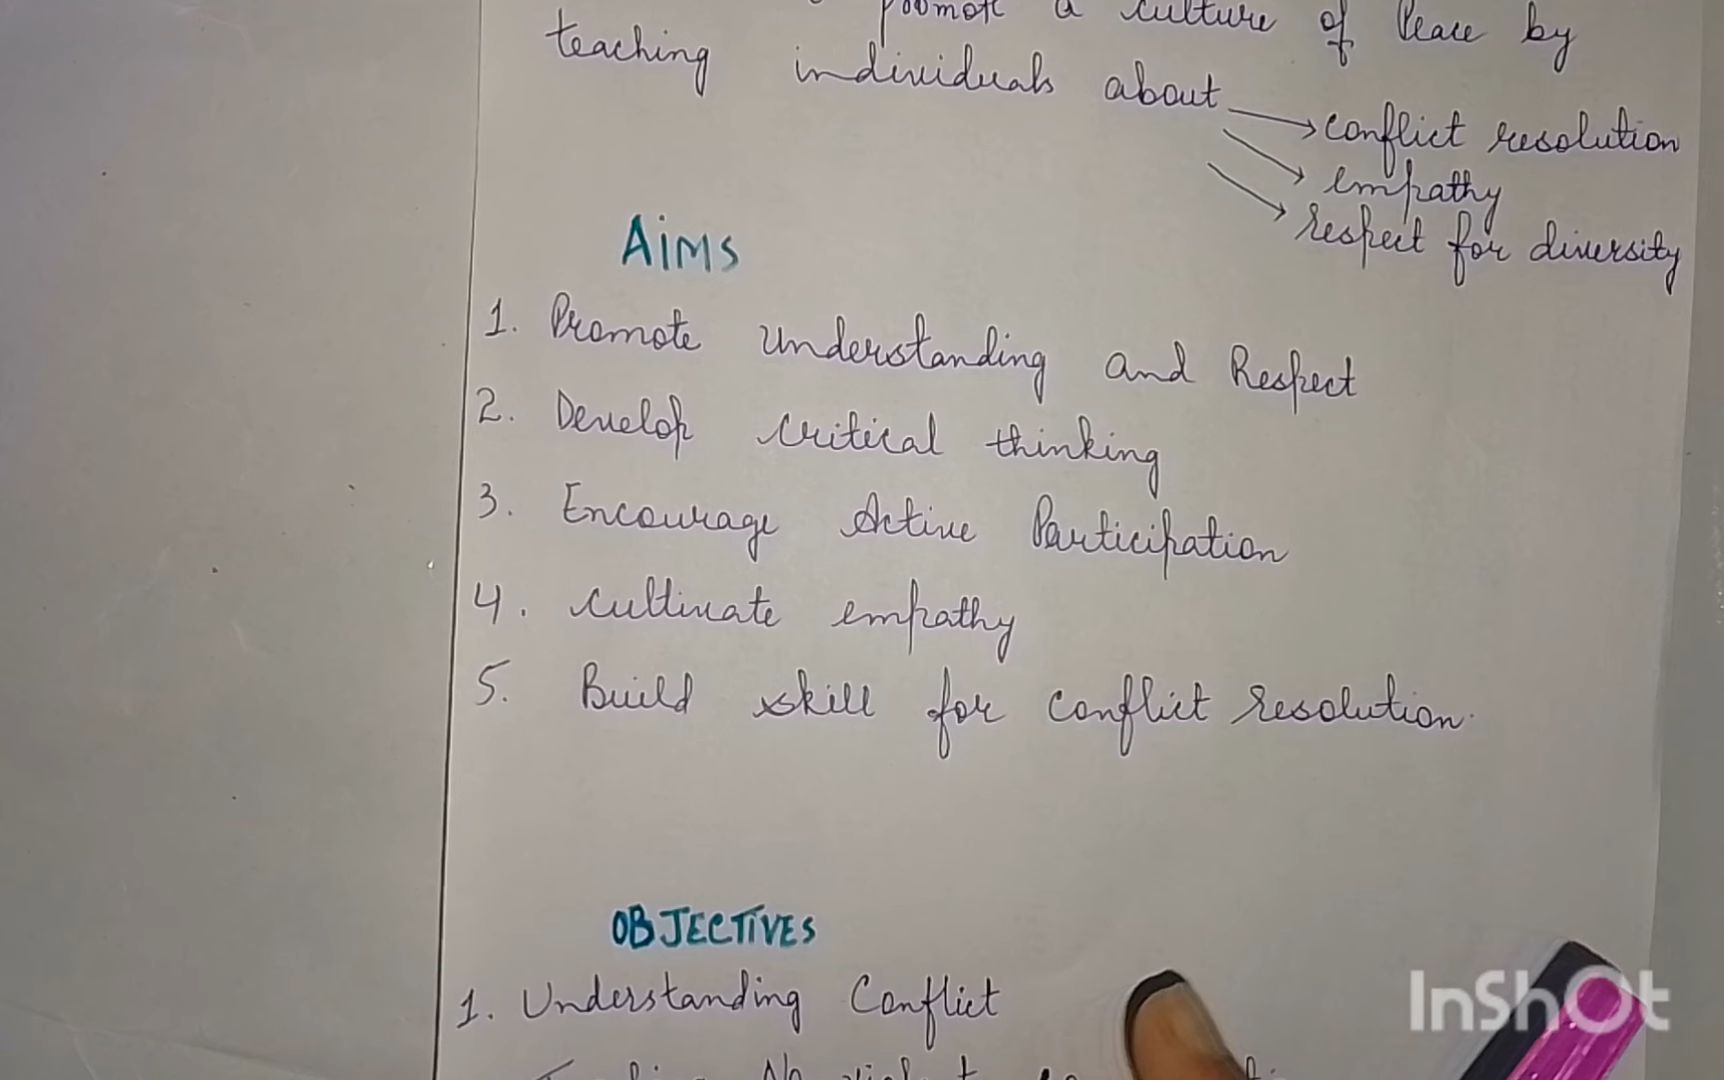 promote a culture of Peace by
teaching individuals about
conflict resolution
empathy
respect for diversity
AIMS
1. Promote understanding and Respect
2. Develop critical thinking
3. Encourage Active Participation
4. cultivate empathy
5. Build skill for conflict resolution.
OBJECTIVES
1. Understanding Conflict
InShOt